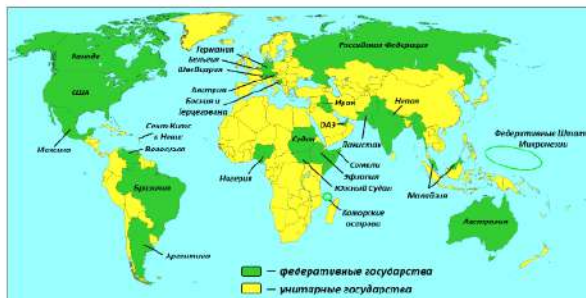 Канада
США
Мексика
Сент-Китс
и Невис
Венесуэла
Бразилия
Аргентина
Германия
Бельгия
Швейцария
Австрия
Босния и
Герцеговина
Российская Федерация
Ирак
Непал
ОАЭ
Пакистан
Судан
Сомали
Эфиопия
Южный Судан
Нигерия
Коморские
острова
Малайзия
Федеративные Штаты
Микронезии
Австралия
— федеративные государства
— унитарные государства